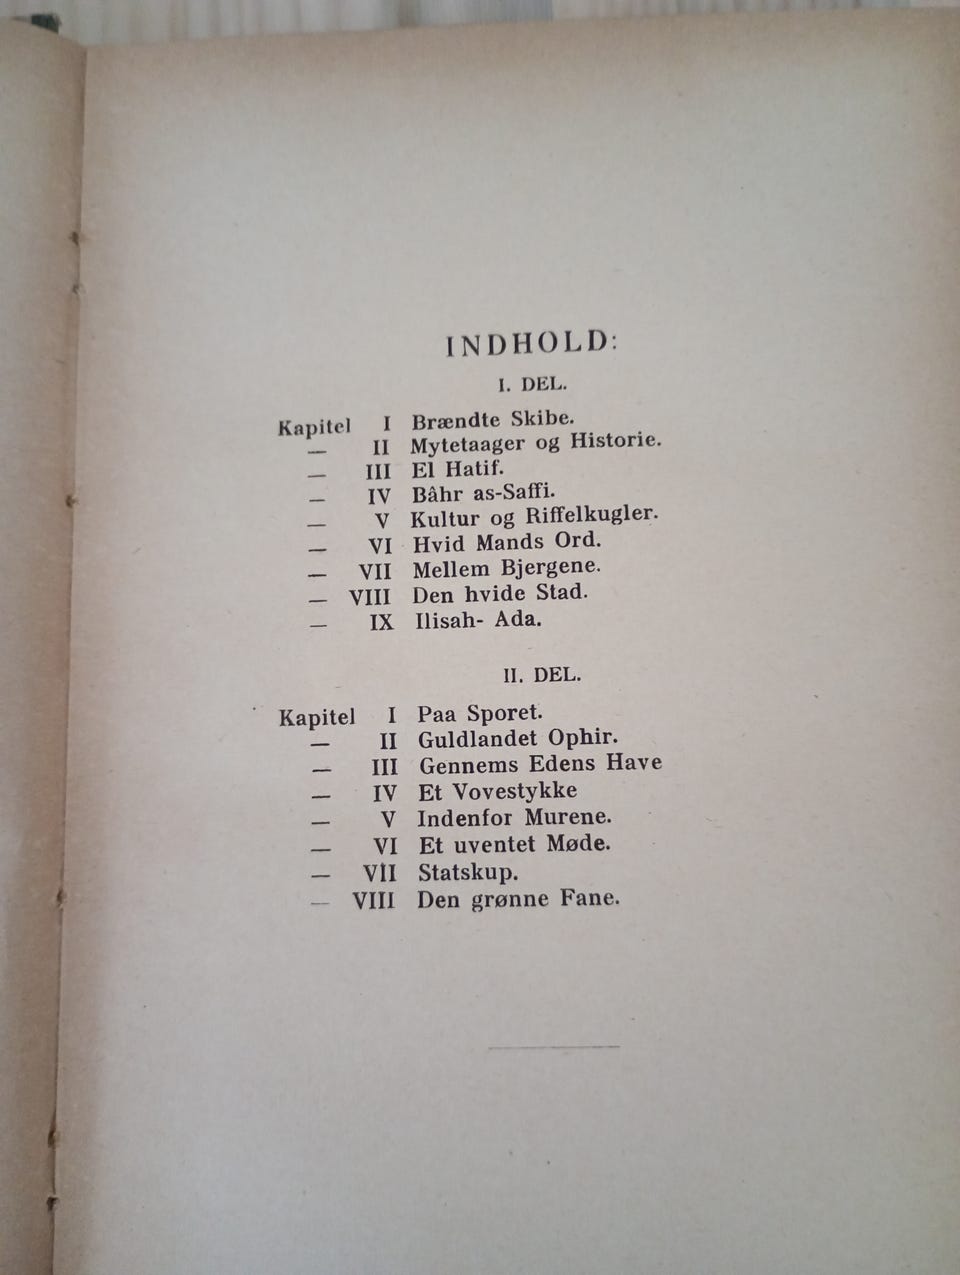 INDHOLD:
I. DEL.
Kapitel I Brændte Skibe.
— II Mytetaager og Historie.
— III El Hatif.
— IV Bâhr as-Saffi.
— V Kultur og Riffelkugler.
— VI Hvid Mands Ord.
— VII Mellem Bjergene.
— VIII Den hvide Stad.
— IX Ilisah- Ada.
II. DEL.
Kapitel I Paa Sporet.
— II Guldlandet Ophir.
— III Gennems Edens Have
— IV Et Vovestykke
— V Indenfor Murene.
— VI Et uventet Møde.
— VII Statskup.
— VIII Den grønne Fane.